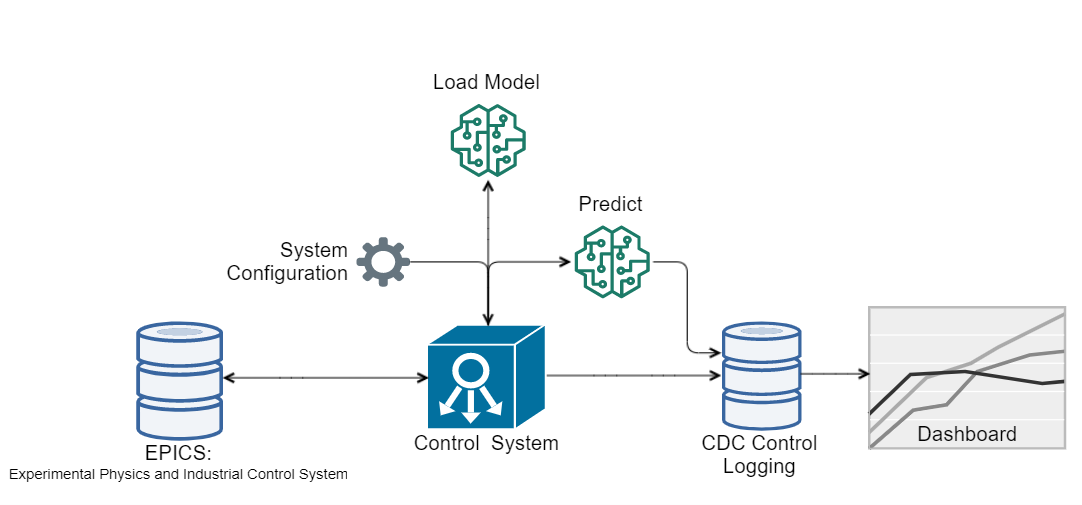 Load Model
Predict
System
Configuration
EPICS:
Experimental Physics and Industrial Control System
Control System
CDC Control
Logging
Dashboard